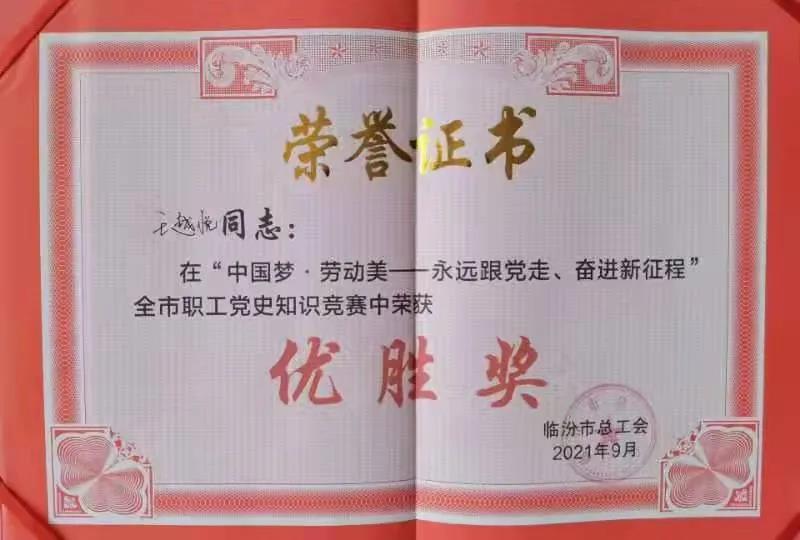 荣誉证书
王越悦同志：
在“中国梦·劳动美——永远跟党走、奋进新征程”
全市职工党史知识竞赛中荣获
优胜奖
临汾市总工会
2021年9月